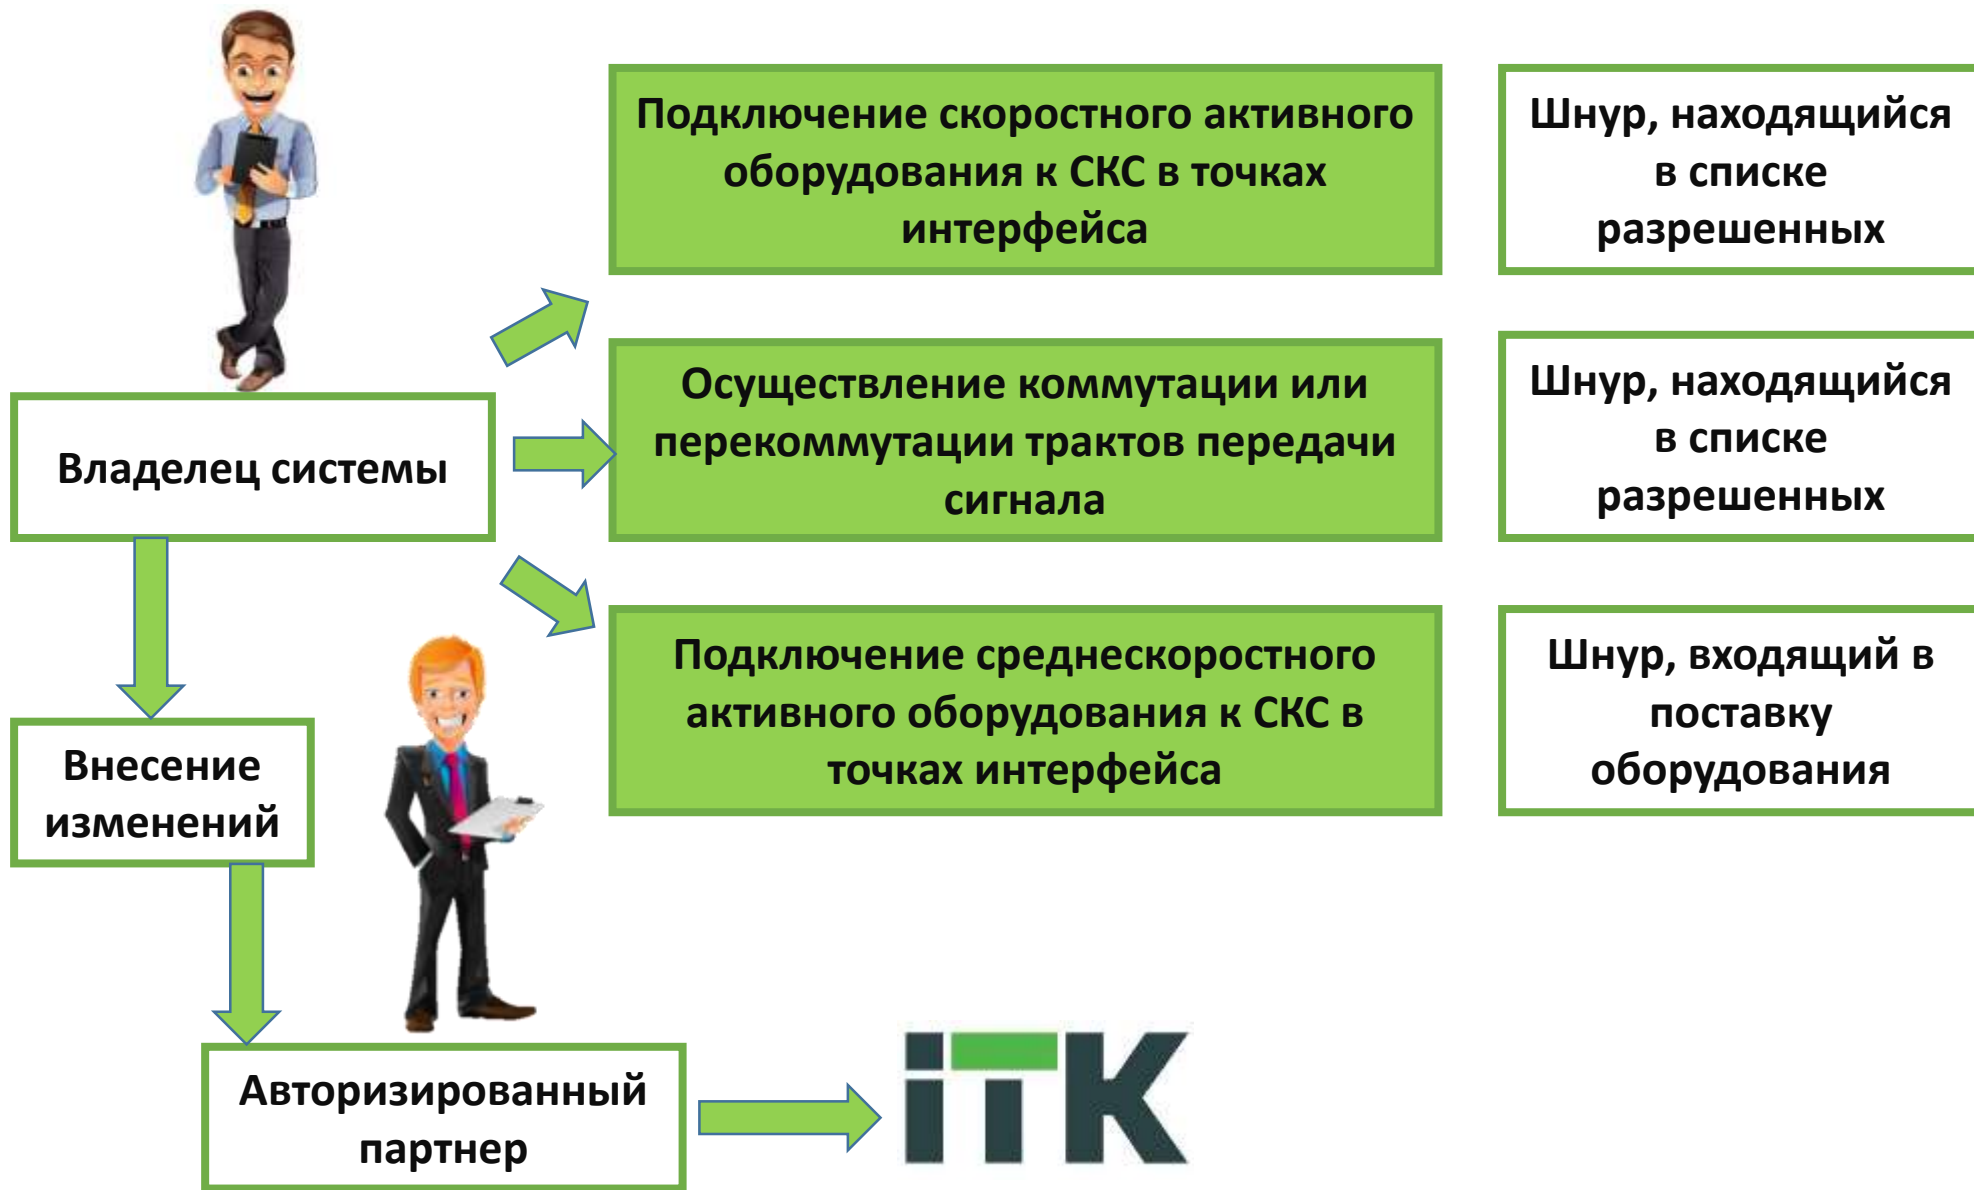 Подключение скоростного активного
оборудования к СКС в точках
интерфейса
Шнур, находящийся
в списке
разрешенных
Владелец системы
Осуществление коммутации или
перекоммутации трактов передачи
сигнала
Шнур, находящийся
в списке
разрешенных
Подключение среднескоростного
активного оборудования к СКС в
точках интерфейса
Шнур, входящий в
поставку
оборудования
Внесение
изменений
Авторизированный
партнер
iTK